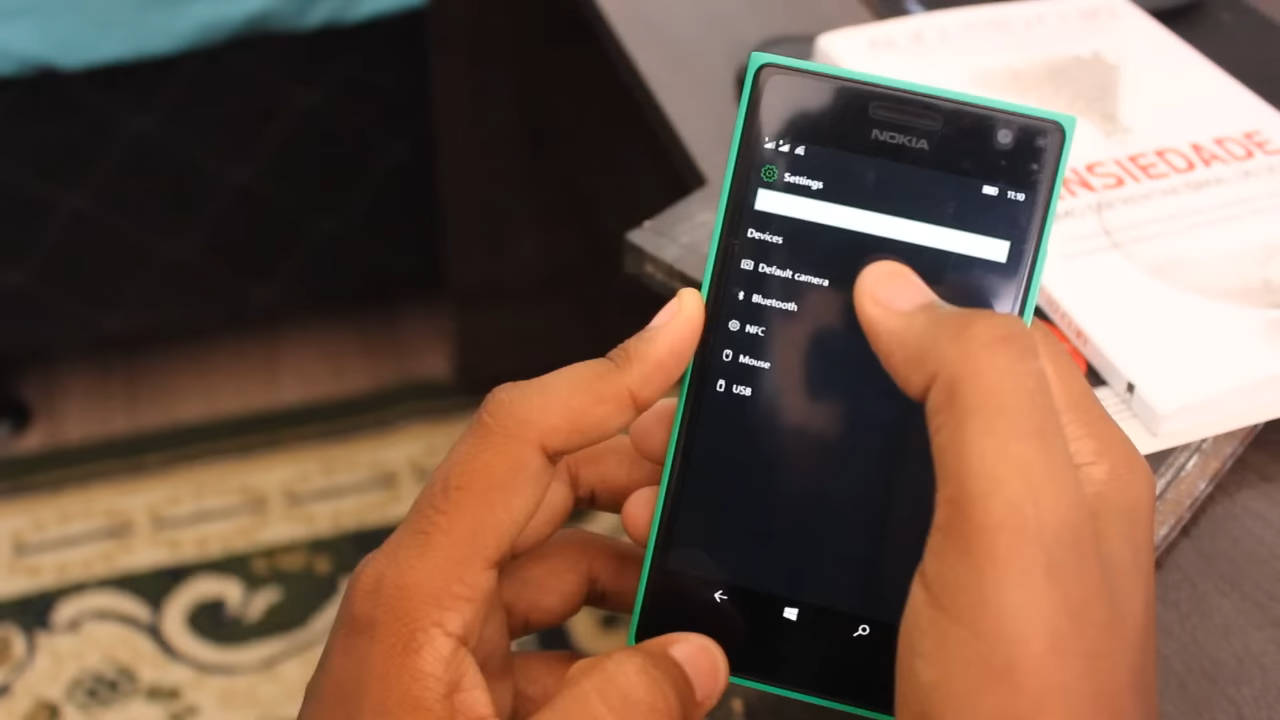 NOKIA
11:10
Settings
Devices
Default camera
Bluetooth
NFC
Mouse
USB
NSIEDADE